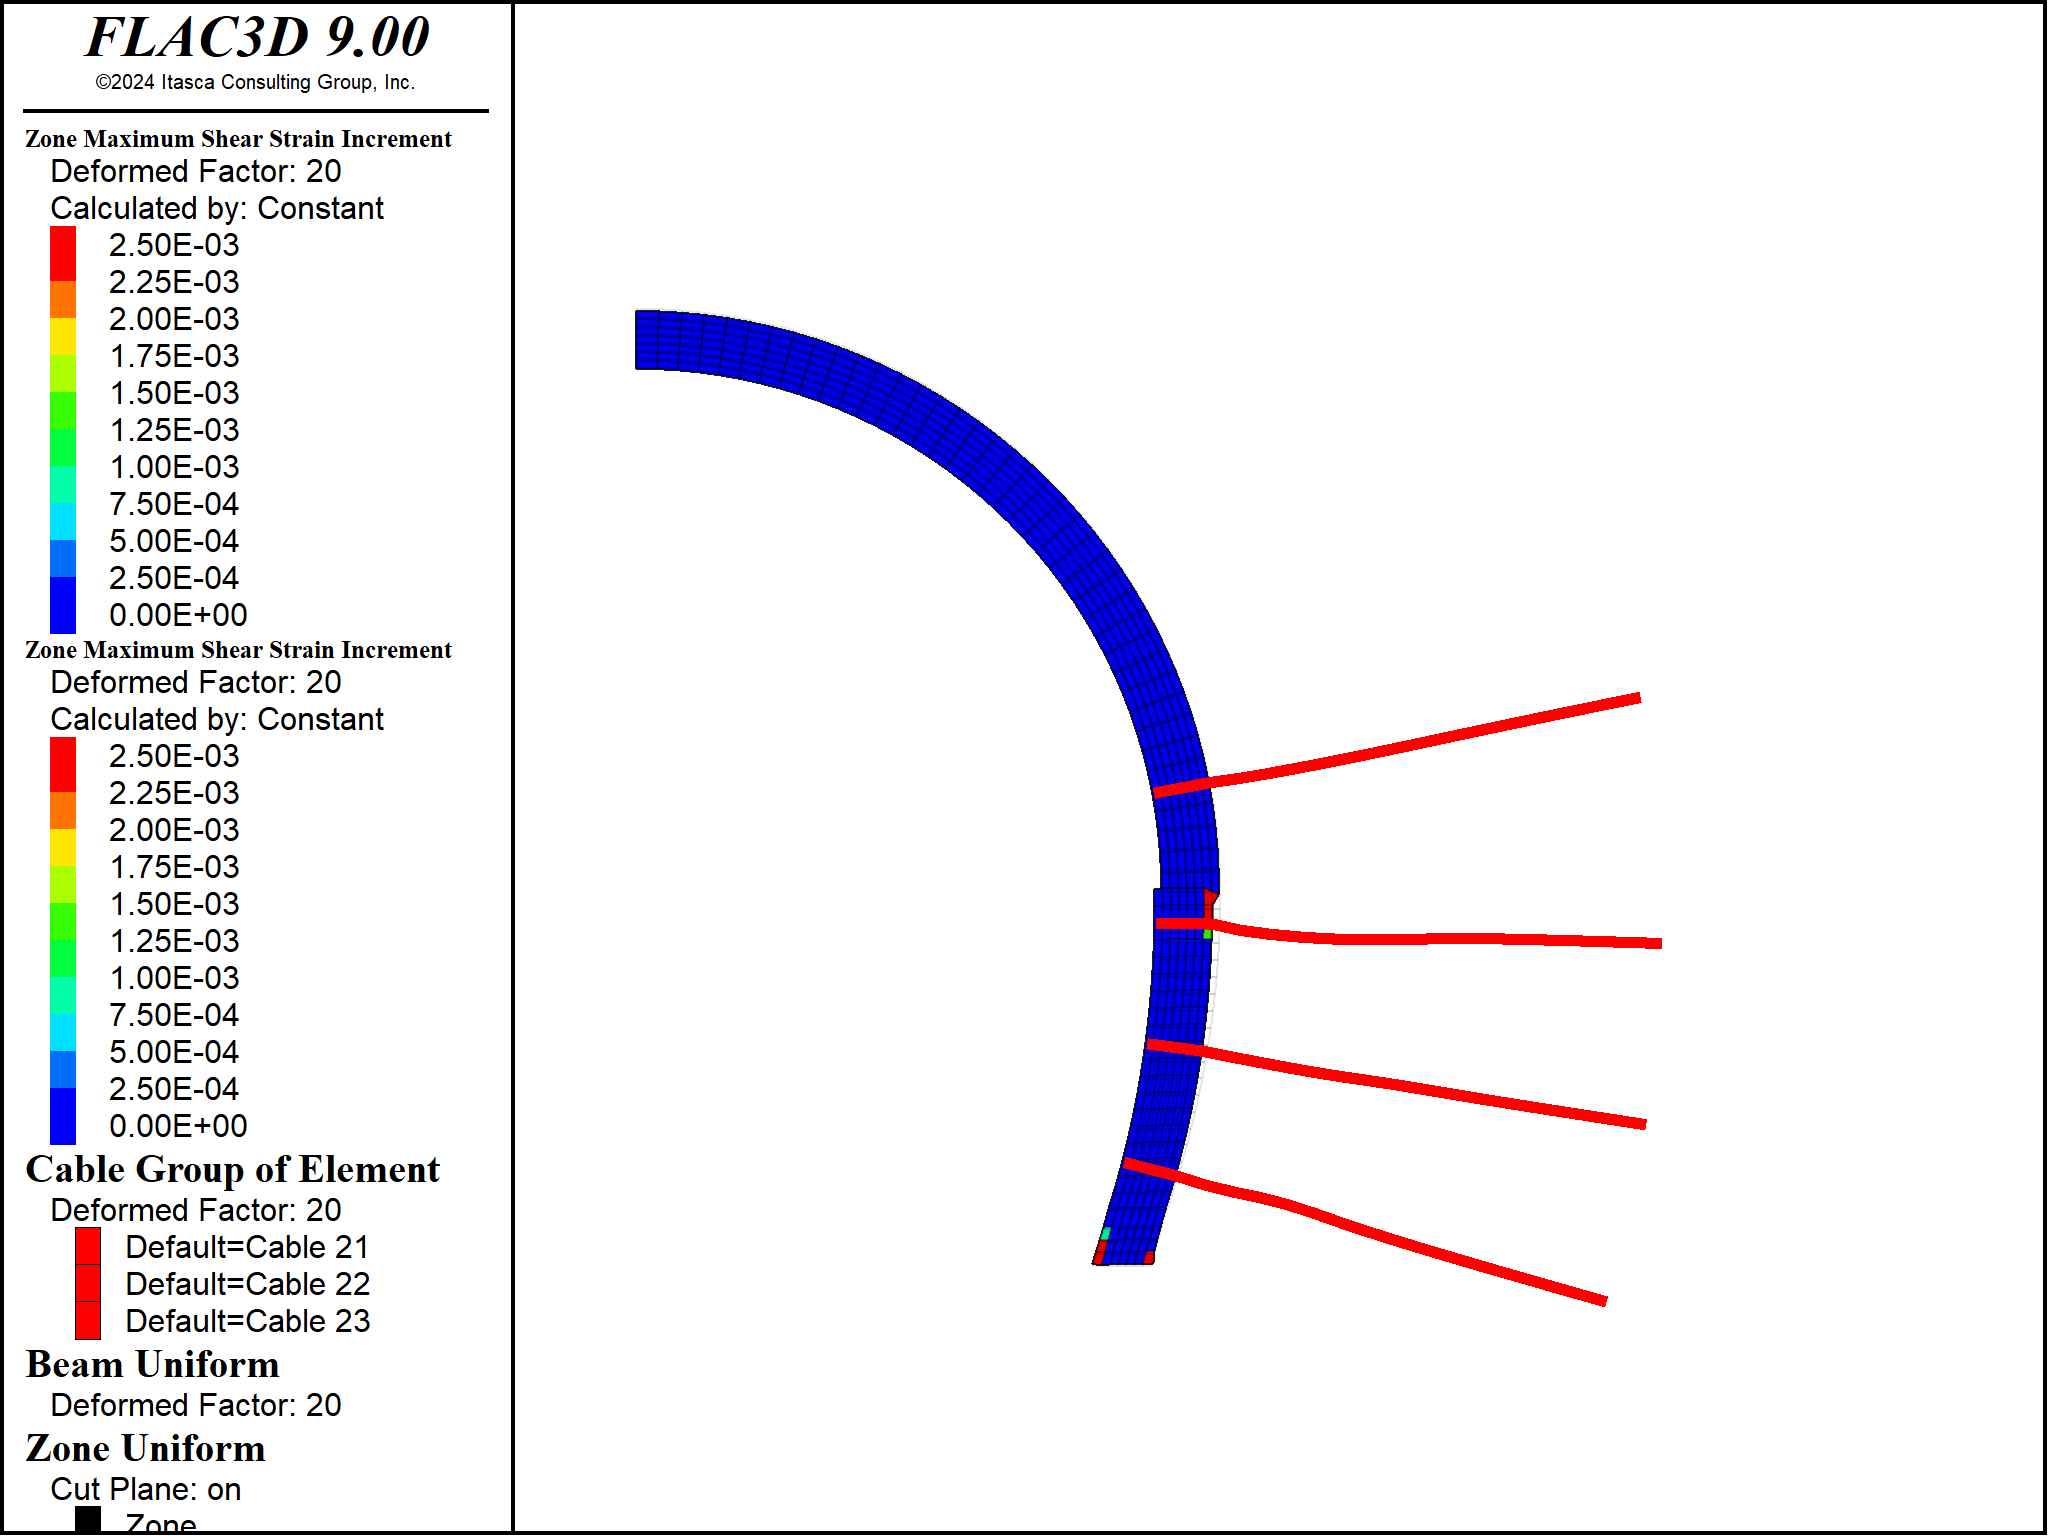 FLAC3D 9.00
©2024 Itasca Consulting Group, Inc.
Zone Maximum Shear Strain Increment
Deformed Factor: 20
Calculated by: Constant
2.50E-03
2.25E-03
2.00E-03
1.75E-03
1.50E-03
1.25E-03
1.00E-03
7.50E-04
5.00E-04
2.50E-04
0.00E+00
Zone Maximum Shear Strain Increment
Deformed Factor: 20
Calculated by: Constant
2.50E-03
2.25E-03
2.00E-03
1.75E-03
1.50E-03
1.25E-03
1.00E-03
7.50E-04
5.00E-04
2.50E-04
0.00E+00
Cable Group of Element
Deformed Factor: 20
Default=Cable 21
Default=Cable 22
Default=Cable 23
Beam Uniform
Deformed Factor: 20
Zone Uniform
Cut Plane: on
Zone